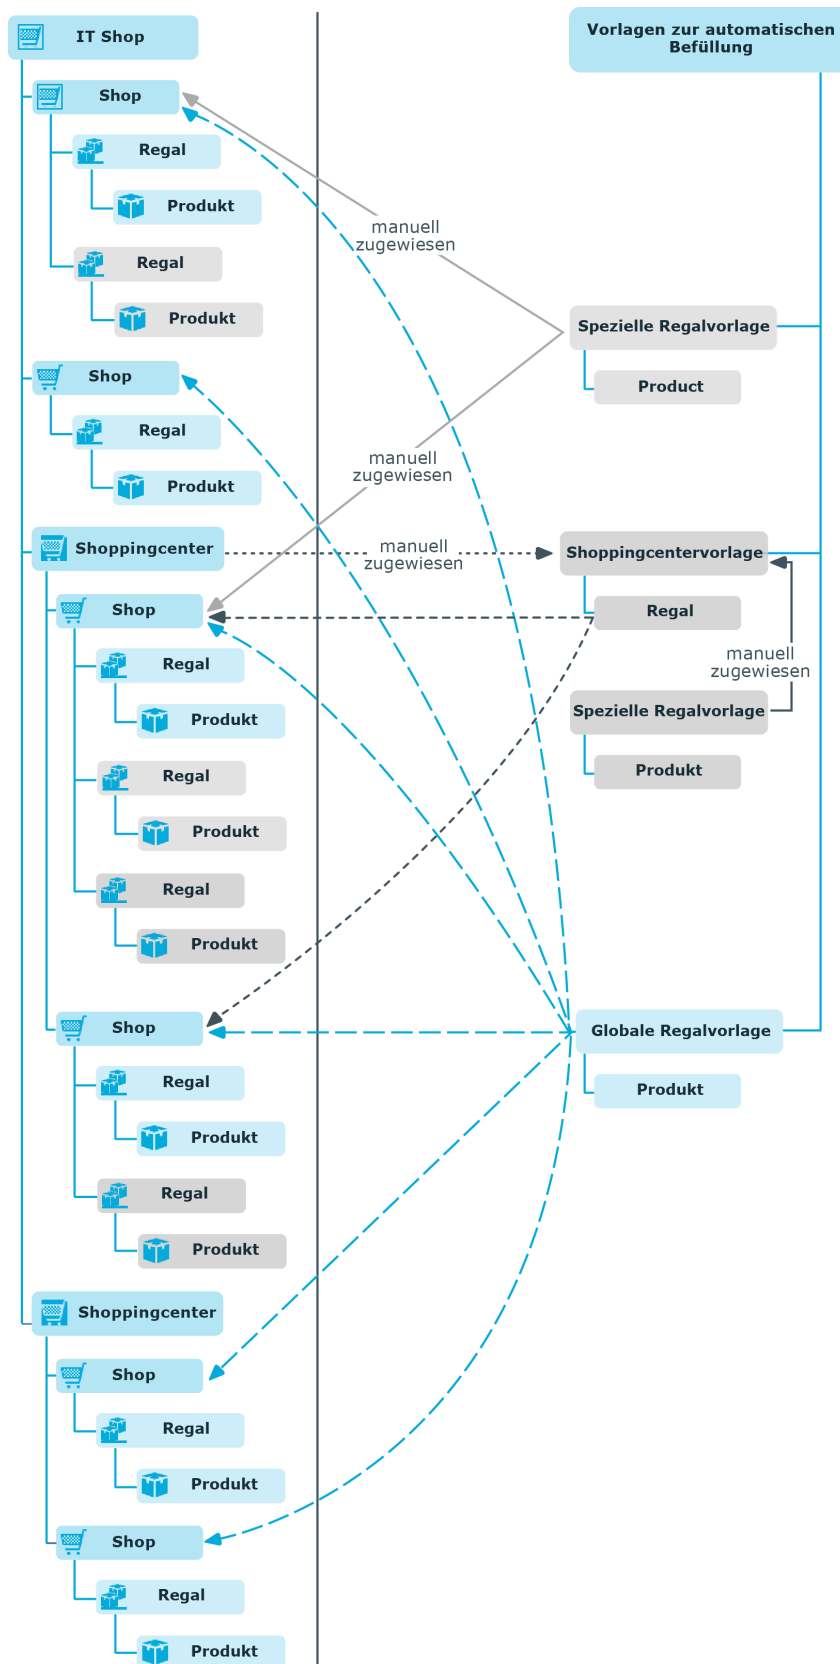 IT Shop
Shop
Regal
Produkt
Regal
Produkt
Shop
Regal
Produkt
Shoppingcenter
Shop
Regal
Produkt
Regal
Produkt
Regal
Produkt
Shop
Regal
Produkt
Regal
Produkt
Shoppingcenter
Shop
Regal
Produkt
Shop
Regal
Produkt
manuell
zugewiesen
manuell
zugewiesen
manuell
zugewiesen
Vorlagen zur automatischen
Befüllung
Spezielle Regalvorlage
Product
Shoppingcentervorlage
Regal
manuell
zugewiesen
Spezielle Regalvorlage
Produkt
Globale Regalvorlage
Produkt